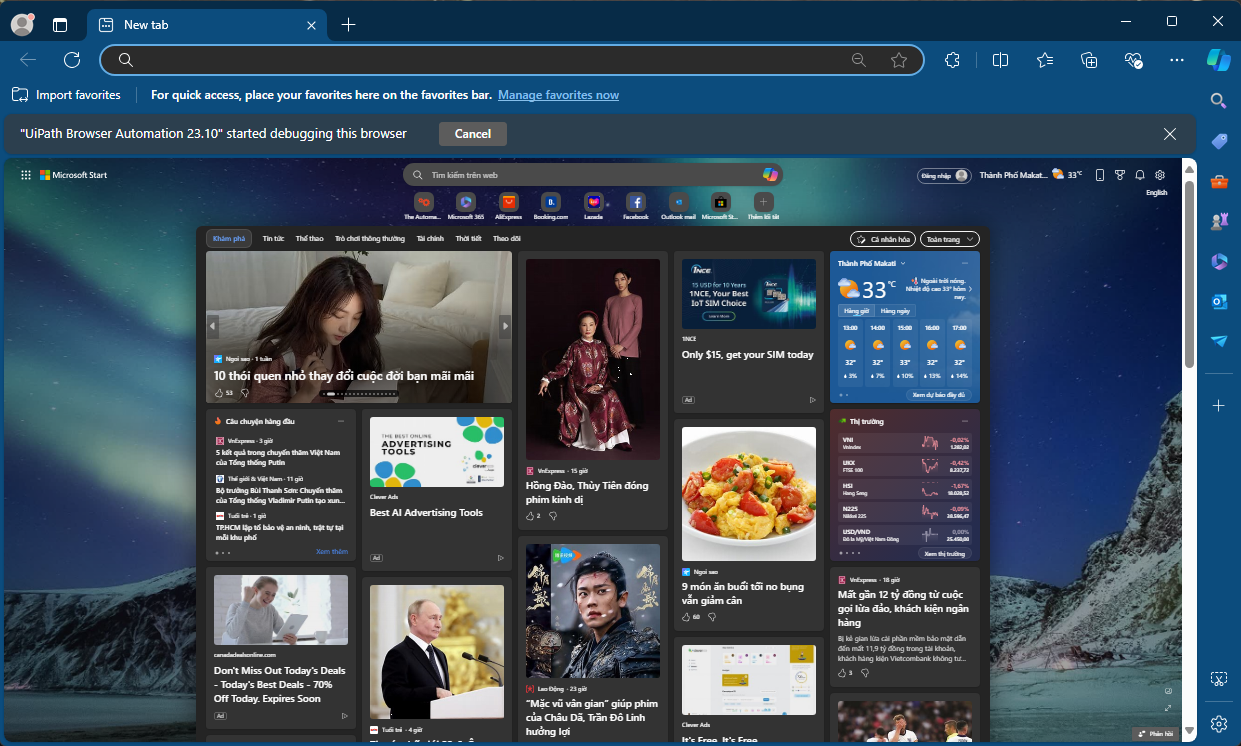 New tab
Import favorites
For quick access, place your favorites here on the favorites bar. Manage favorites now
"UiPath Browser Automation 23.10" started debugging this browser
Cancel
Microsoft Start
Tìm kiếm trên web
Đăng nhập
Thành Phố Makat... 33°C
English
The Automa...
Microsoft 365
AliExpress
Booking.com
Lazada
Facebook
Outlook mail
Microsoft St...
Thêm lối tắt
Khám phá
Tin tức
Thể thao
Trò chơi thông thường
Tài chính
Thời tiết
Theo dõi
Cá nhân hóa
Toàn trang
Ngoi sao · 1 tuần
10 thói quen nhỏ thay đổi cuộc đời bạn mãi mãi
53
Câu chuyện hàng đầu
VnExpress · 3 giờ
5 kết quả trong chuyến thăm Việt Nam
của Tổng thống Putin
Thế giới & Việt Nam · 11 giờ
Bộ trưởng Bùi Thanh Sơn: Chuyến thăm
của Tổng thống Vladimir Putin tạo xun...
Tuổi trẻ · 1 giờ
TP.HCM lập tổ bảo vệ an ninh, trật tự tại
mỗi khu phố
Xem thêm
canadadealsonline.com
Don't Miss Out Today's Deals
- Today's Best Deals - 70%
Off Today. Expires Soon
Ad
THE BEST ONLINE
ADVERTISING
TOOLS
cleverads
Clever Ads
Best AI Advertising Tools
Ad
Tuổi trẻ · 4 giờ
VnExpress · 15 giờ
Hồng Đào, Thùy Tiên đóng
phim kinh dị
2
Lao Động · 23 giờ
“Mặc vũ vân gian” giúp phim
của Châu Dã, Trần Đô Linh
hưởng lợi
1NCE
15 USD for 10 Years
1NCE, Your Best
IoT SIM Choice
Learn More
1NCE
Only $15, get your SIM today
Ad
Ngoi sao
9 món ăn buổi tối no bụng
vẫn giảm cân
60
Clever Ads
It's Free. It's Free.
Thành Phố Makati
33°C
Ngoài trời nóng.
Nhiệt độ cao 33° hôm
nay.
Hàng giờ
Hàng ngày
13:00 14:00 15:00 16:00 17:00
32° 32° 33° 32° 32°
3% 7% 10% 13% 14%
Xem dự báo đầy đủ
Thị trường
VNI -0,02%
Vnindex 1.282,02
UKX -0,42%
FTSE 100 8.237,72
HSI -1,67%
Hang Seng 18.028,52
N225 -0,09%
Nikkei 225 38.596,47
USD/VND 0,00%
Đô la Mỹ/Việt Nam Đồng 25.458,00
Xem thị trường
VnExpress · 18 giờ
Mất gần 12 tỷ đồng từ cuộc
gọi lừa đảo, khách kiện ngân
hàng
Bị kẻ gian lừa cài phần mềm bảo mật dẫn
đến mất 11,9 tỷ đồng trong tài khoản,
khách hàng kiện Vietcombank không tư...
3
Phản hồi